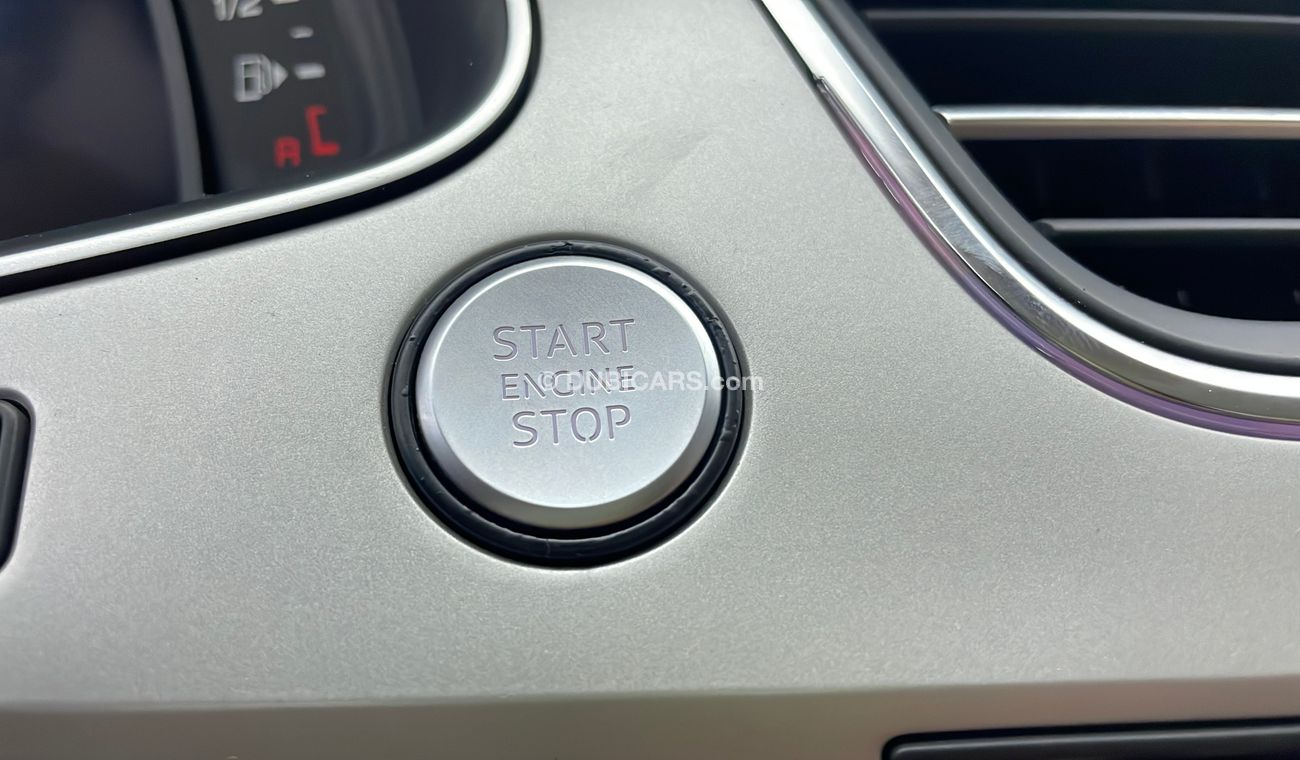 1/2
R
START
ENGINE
© DUBICARS.com
STOP